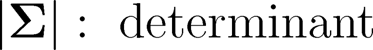 |Σ| : determinant